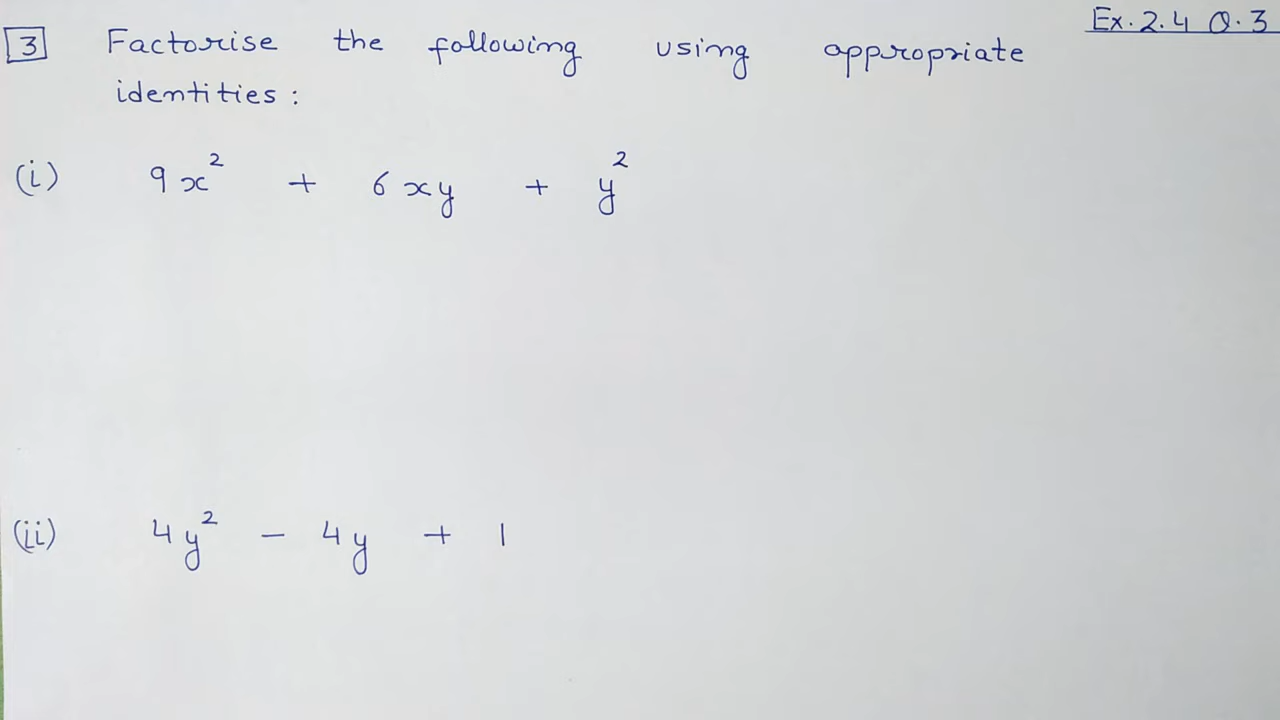 Ex. 2.4 Q.3
3 Factorise the following using appropriate
identities :
(i) 9x² + 6xy + y²
(ii) 4y² - 4y + 1